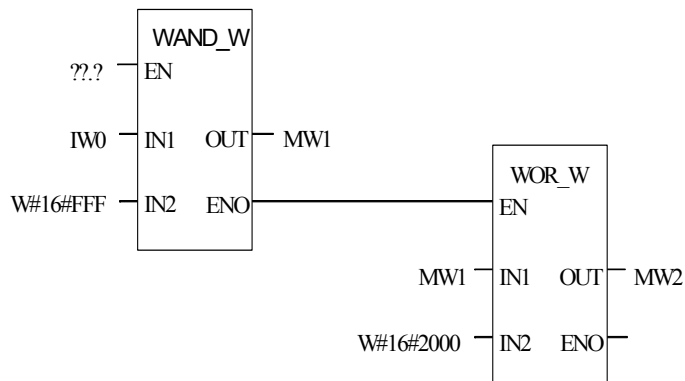 WAND_W
??.? EN
IW0 IN1 OUT MW1
W#16#FFF IN2 ENO
WOR_W
EN
MW1 IN1 OUT MW2
W#16#2000 IN2 ENO